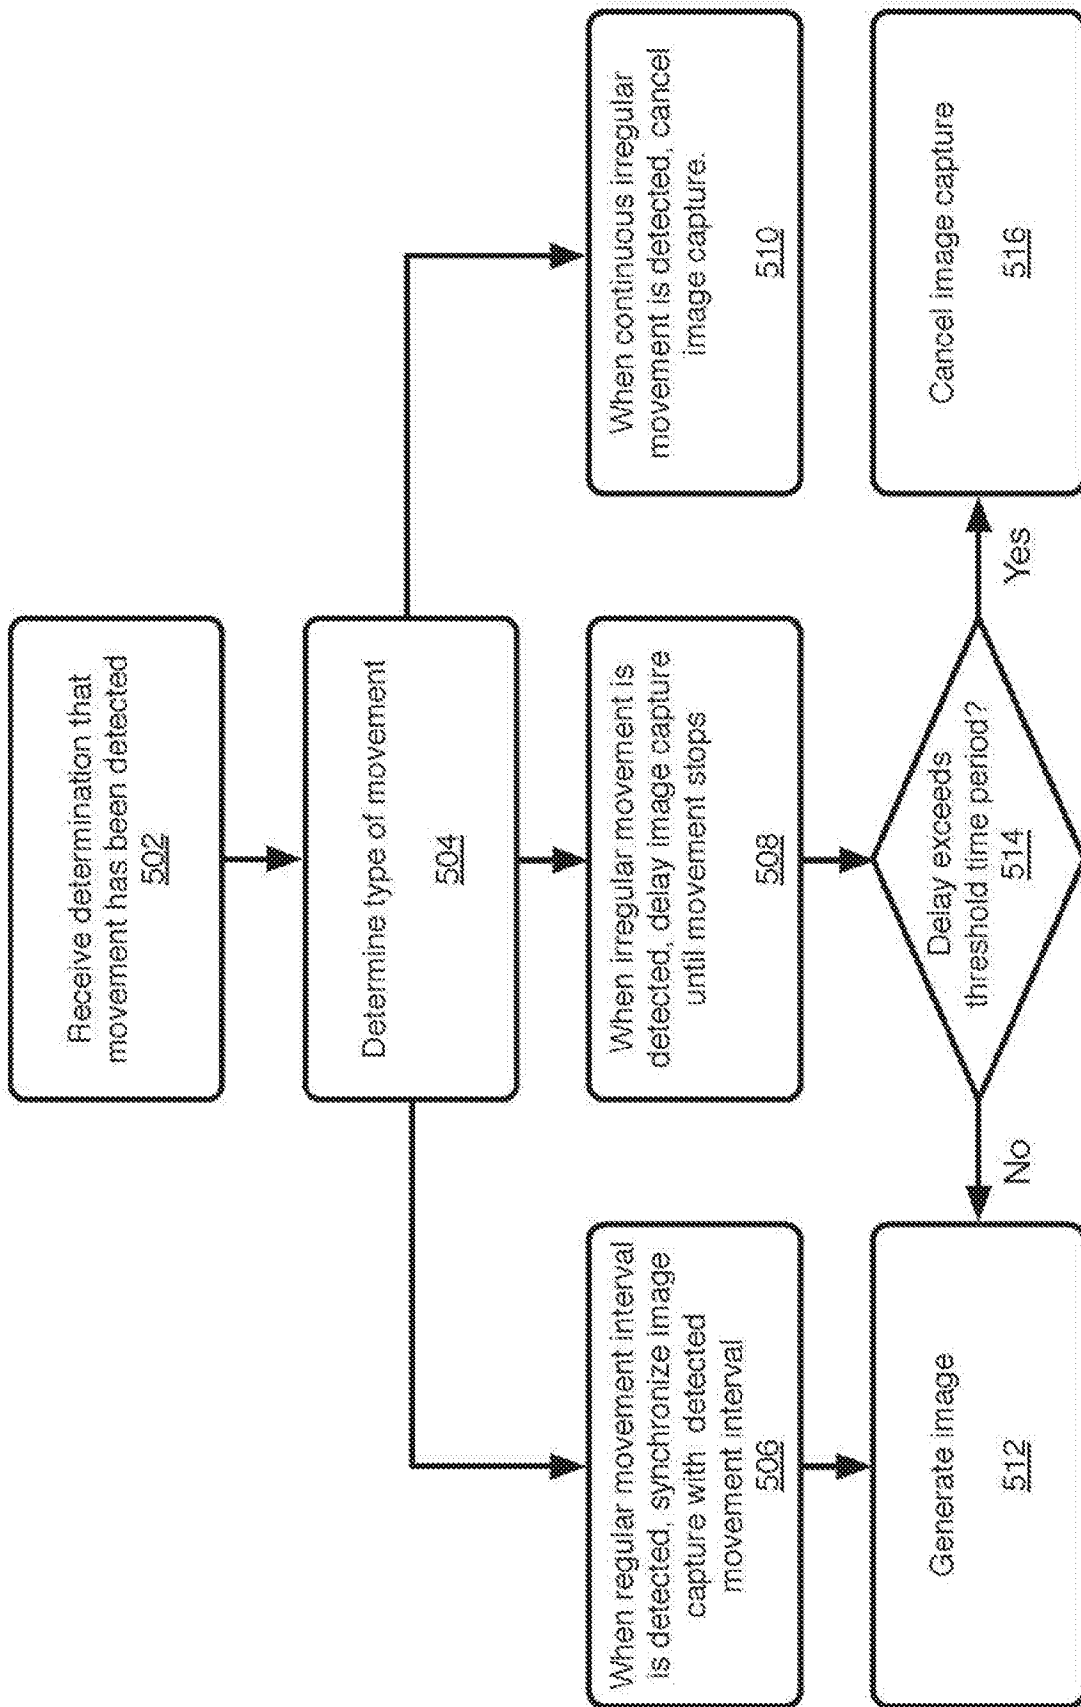 Receive determination that
movement has been detected
502
Determine type of movement
504
When regular movement interval
is detected, synchronize image
capture with detected
movement interval
506
When irregular movement is
detected, delay image capture
until movement stops
508
When continuous irregular
movement is detected, cancel
image capture.
510
Generate image
512
No
Delay exceeds
threshold time period?
514
Yes
Cancel image capture
516